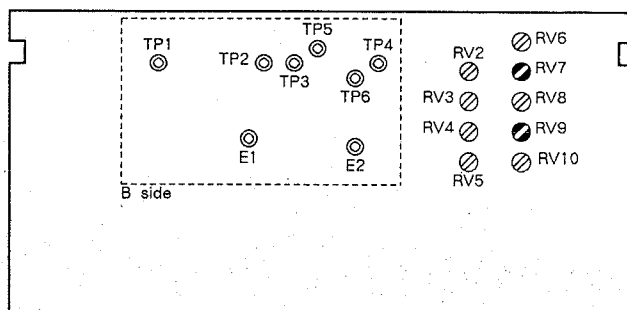 TP5
RV6
TP1
TP2
TP3
TP4
RV2
RV7
TP6
RV3
RV8
RV4
RV9
E1
E2
RV5
RV10
B side